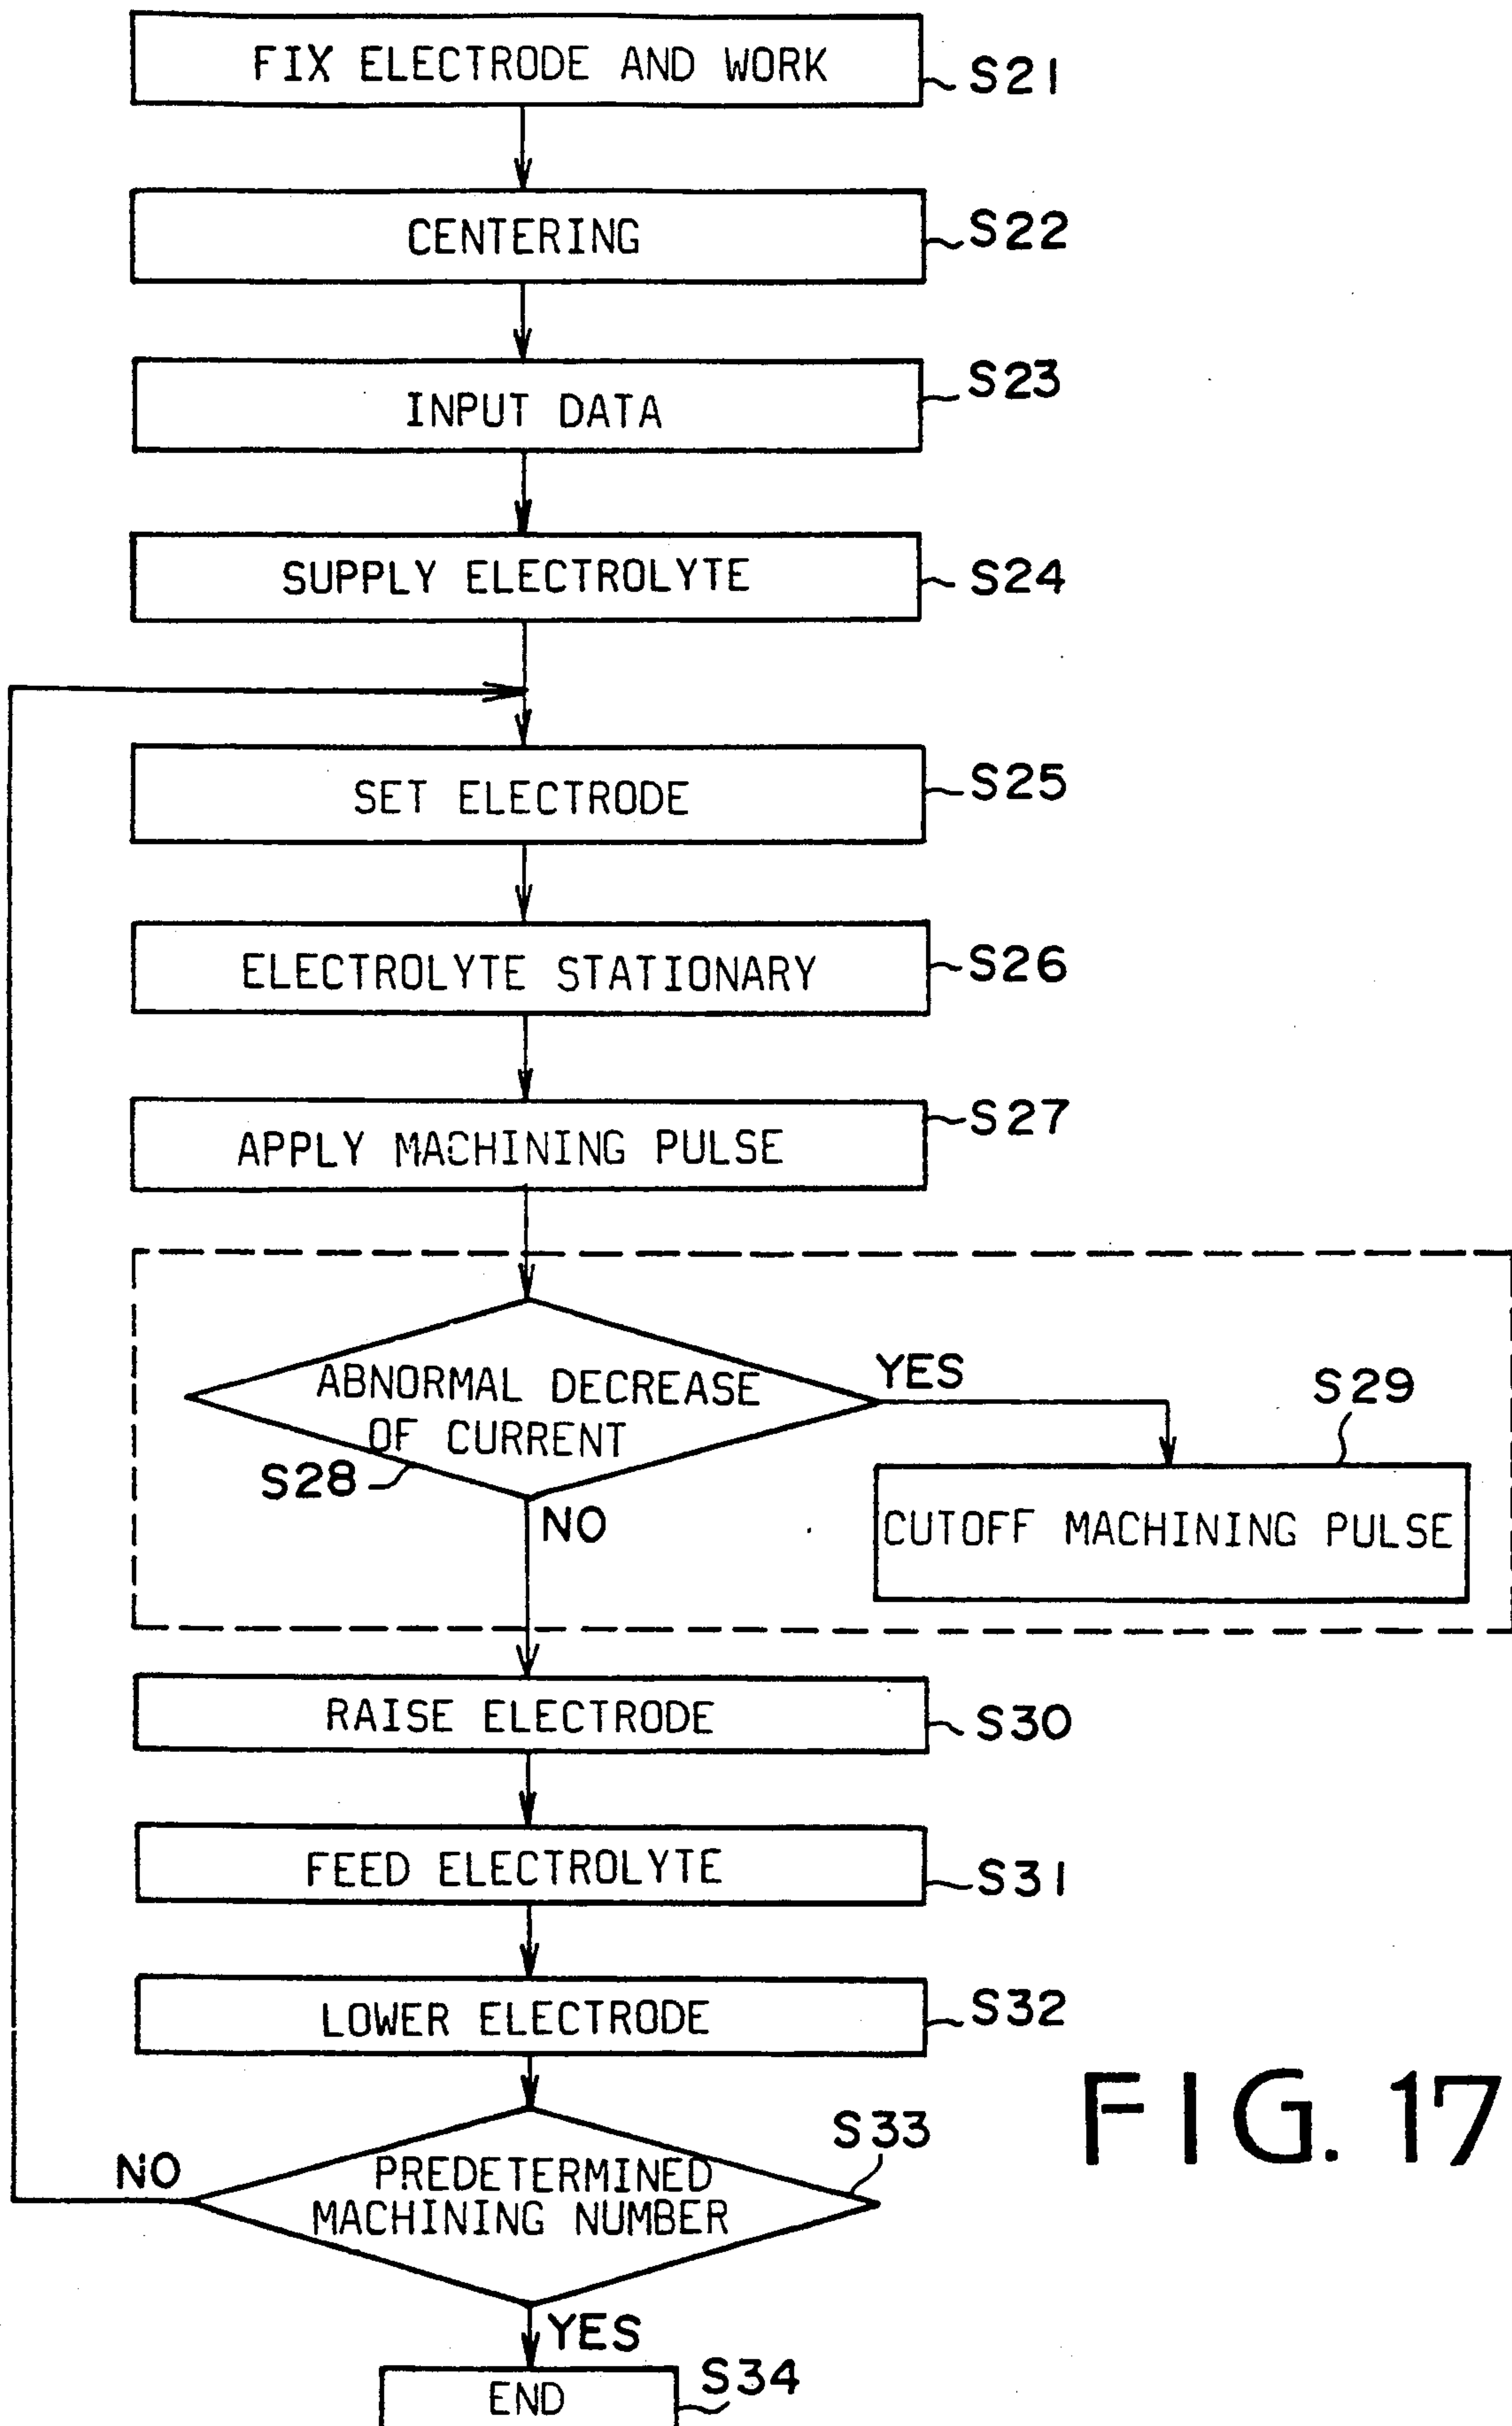 FIX ELECTRODE AND WORK
S21
CENTERING
S22
INPUT DATA
S23
SUPPLY ELECTROLYTE
S24
SET ELECTRODE
S25
ELECTROLYTE STATIONARY
S26
APPLY MACHINING PULSE
S27
ABNORMAL DECREASE
OF CURRENT
S28
YES
S29
CUTOFF MACHINING PULSE
NO
RAISE ELECTRODE
S30
FEED ELECTROLYTE
S31
LOWER ELECTRODE
S32
PREDETERMINED
MACHINING NUMBER
S33
NO
YES
END
S34
FIG. 17